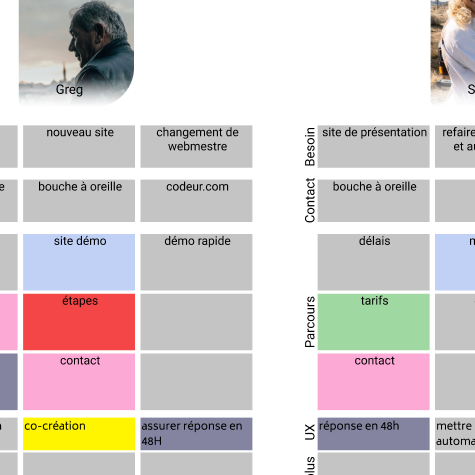 Greg
S
nouveau site
changement de
webmestre
Besoin
site de présentation
refaire
et au
e
bouche à oreille
codeur.com
Contact
bouche à oreille
site démo
démo rapide
délais
m
étapes
Parcours
tarifs
contact
contact
co-création
assurer réponse en
48H
UX
réponse en 48h
mettre
automa
plus